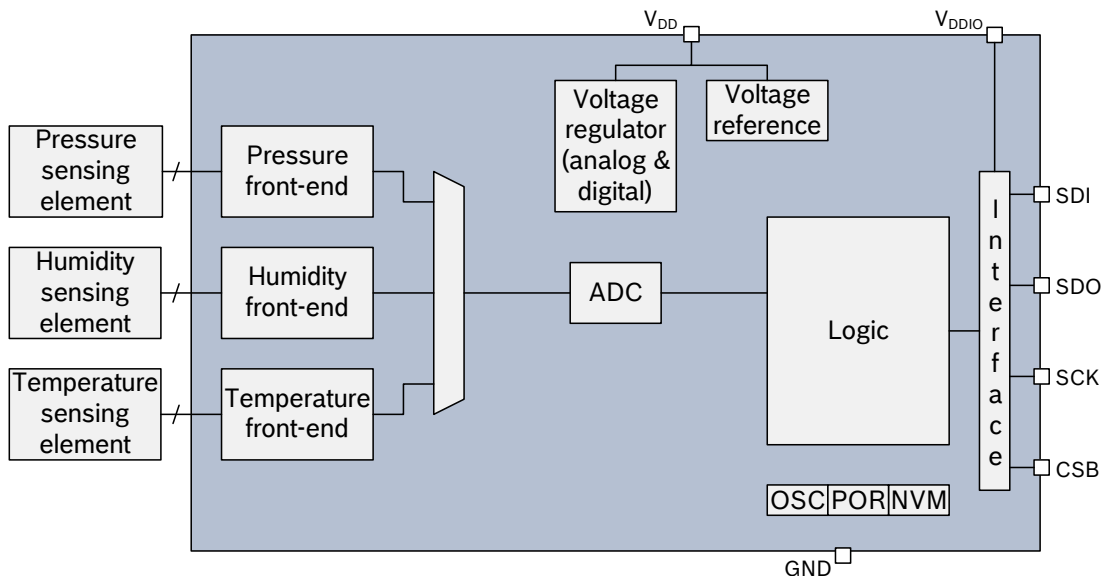 VDD
VDDIO
Voltage
regulator
(analog &
digital)
Voltage
reference
Pressure
sensing
element
Pressure
front-end
Humidity
sensing
element
Humidity
front-end
Temperature
sensing
element
Temperature
front-end
ADC
Logic
Interface
SDI
SDO
SCK
CSB
OSC
POR
NVM
GND